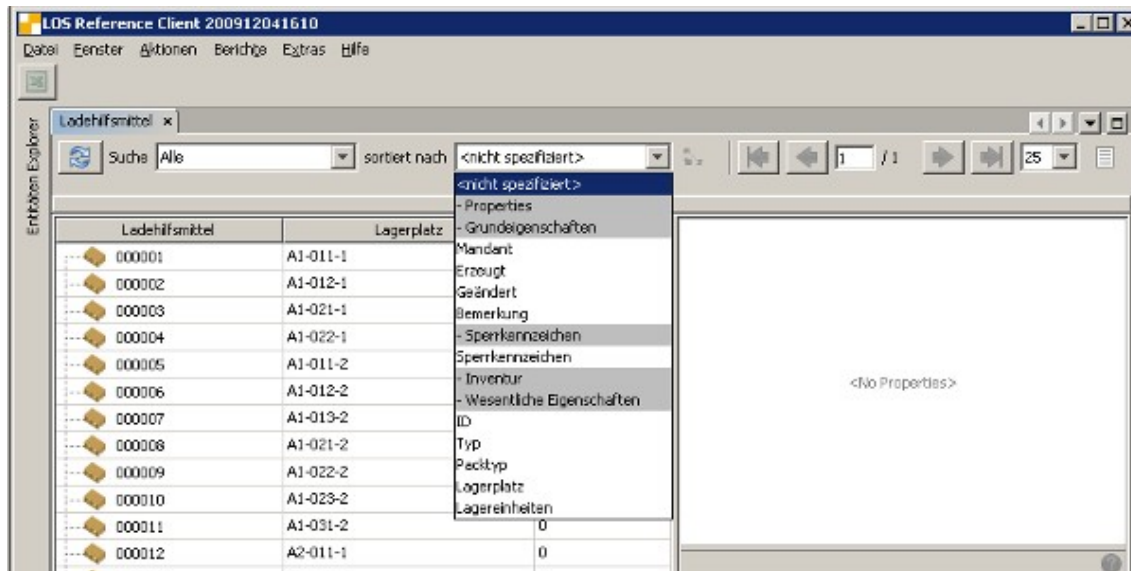 LOS Reference Client 200912041610
Datei Fenster Aktionen Berichte Extras Hilfe
Entitäten Explorer
Ladehilfsmittel ×
Suche Alle sortiert nach <nicht spezifiziert> 1 / 1 25
<nicht spezifiziert>
- Properties
- Grundeigenschaften
Mandant
Erzeugt
Geändert
Bemerkung
- Sperrkennzeichen
Sperrkennzeichen
- Inventur
- Wesentliche Eigenschaften
ID
Typ
Packtyp
Lagerplatz
Lagereinheiten
Ladehilfsmittel Lagerplatz
000001 A1-011-1
000002 A1-012-1
000003 A1-021-1
000004 A1-022-1
000005 A1-011-2
000006 A1-012-2
000007 A1-013-2
000008 A1-021-2
000009 A1-022-2
000010 A1-023-2
000011 A1-031-2 0
000012 A2-011-1 0
<No Properties>